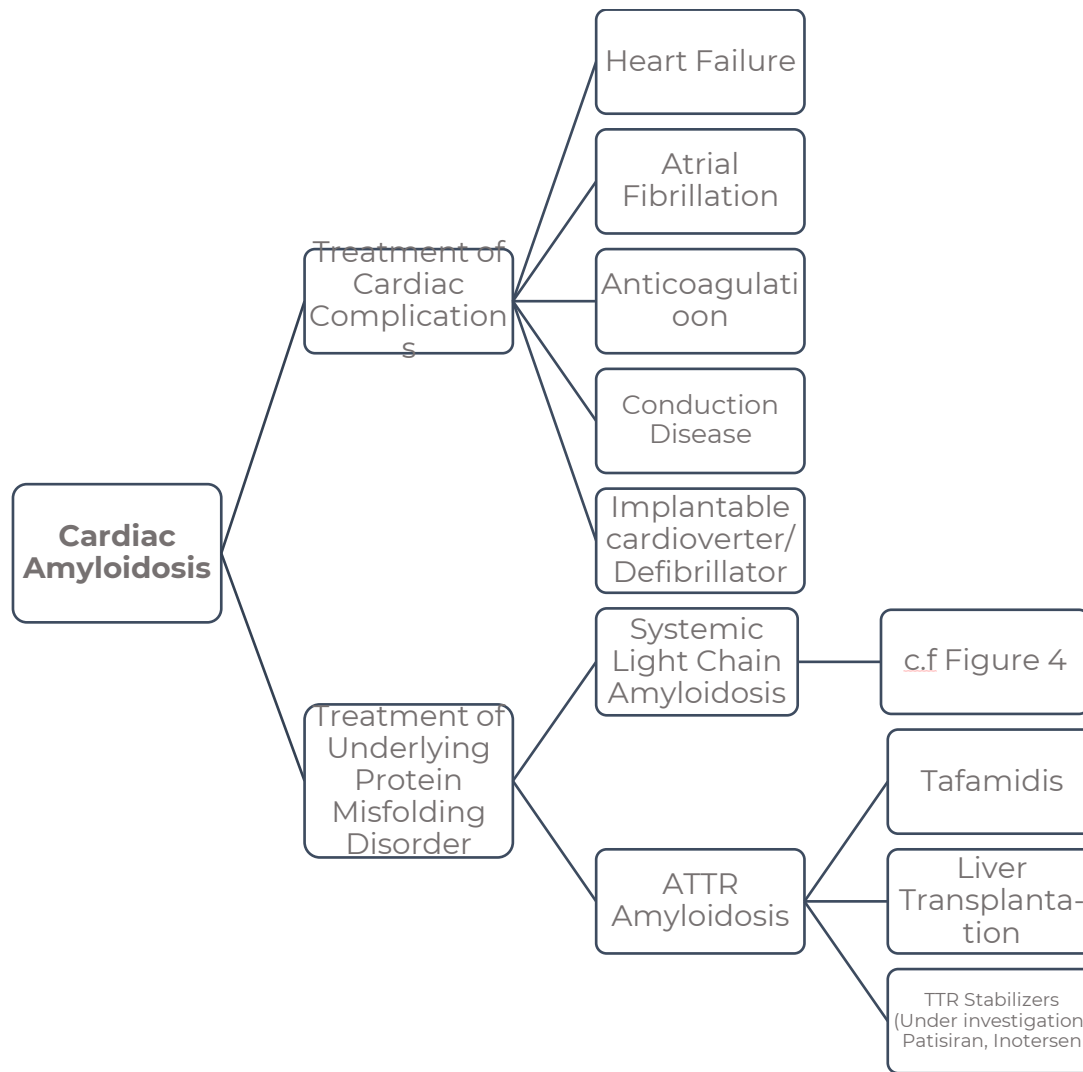 Heart Failure
Atrial
Fibrillation
Treatment of
Cardiac
Complication
s
Anticoagulati
oon
Conduction
Disease
Implantable
cardioverter/
Defibrillator
Cardiac
Amyloidosis
Systemic
Light Chain
Amyloidosis
c.f Figure 4
Treatment of
Underlying
Protein
Misfolding
Disorder
Tafamidis
ATTR
Amyloidosis
Liver
Transplanta-
tion
TTR Stabilizers
(Under investigation
Patisiran, Inotersen